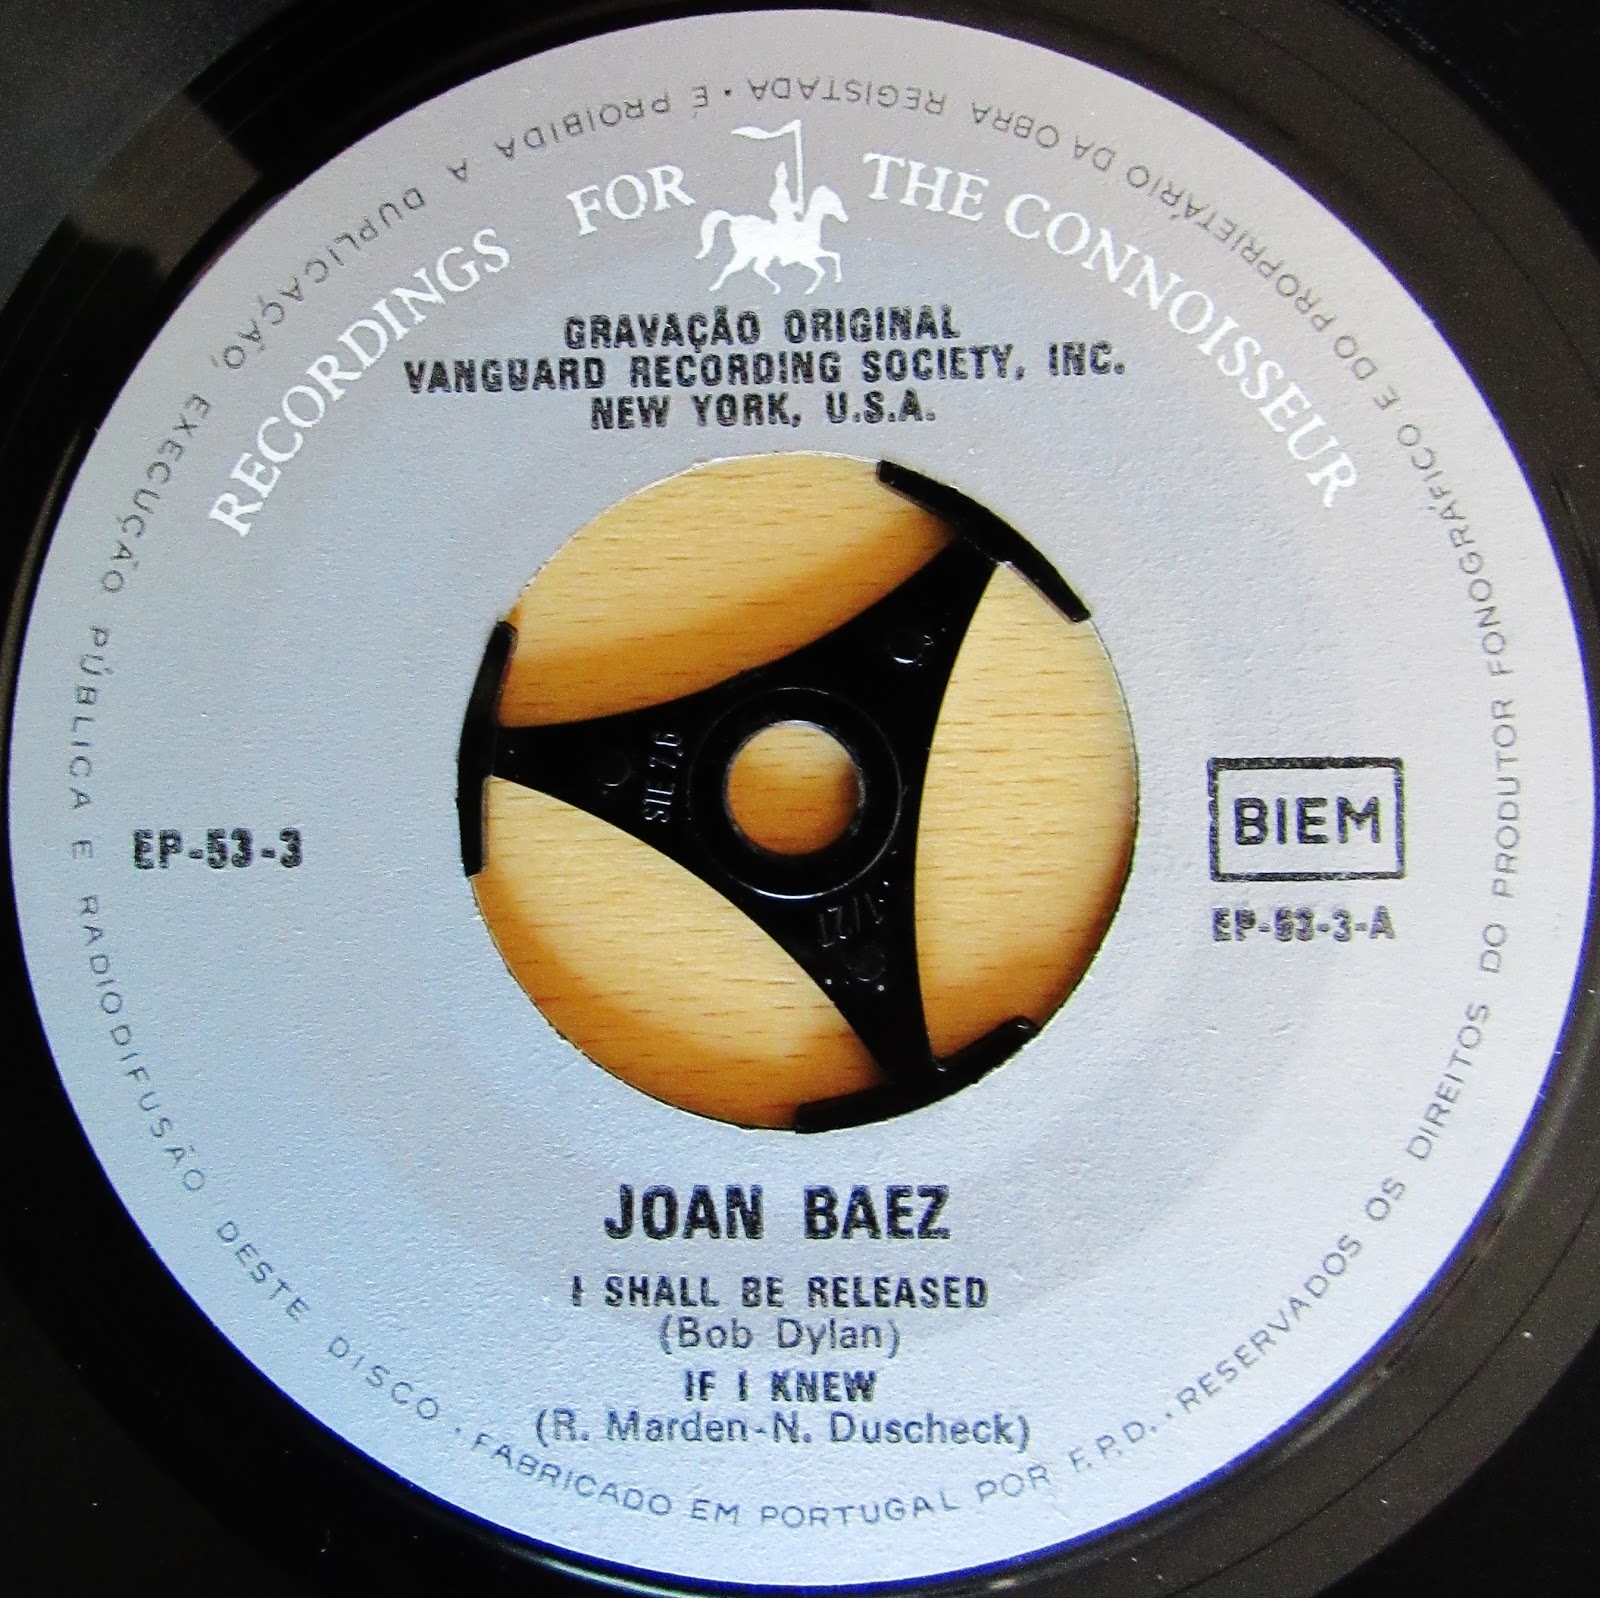 RESERVADOS OS DIREITOS DO PRODUTOR FONOGRÁFICO E DO PROPRIETÁRIO DA OBRA REGISTADA · É PROIBIDA A DUPLICAÇÃO, EXECUÇÃO PÚBLICA E RADIODIFUSÃO DESTE DISCO · FABRICADO EM PORTUGAL POR F.P.D. ·
RECORDINGS FOR THE CONNOISSEUR
GRAVAÇÃO ORIGINAL
VANGUARD RECORDING SOCIETY, INC.
NEW YORK, U.S.A.
EP-53-3
BIEM
EP-53-3-A
JOAN BAEZ
I SHALL BE RELEASED
(Bob Dylan)
IF I KNEW
(R. Marden-N. Duscheck)